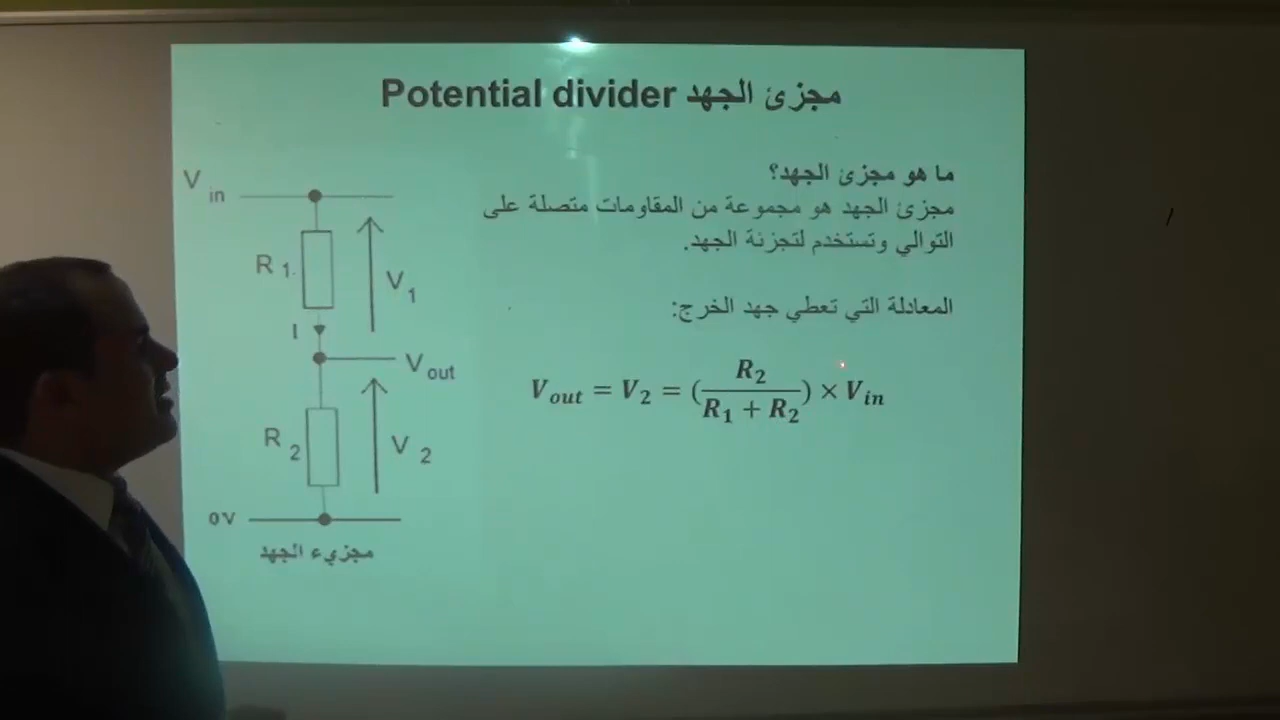 مجزئ الجهد Potential divider
ما هو مجزئ الجهد؟
مجزئ الجهد هو مجموعة من المقاومات متصلة على
التوالي وتستخدم لتجزئة الجهد.
المعادلة التي تعطي جهد الخرج:
V_out = V_2 = (R_2 / (R_1 + R_2)) × V_in
V in
R 1
V 1
I
V out
R 2
V 2
0V
مجزيء الجهد